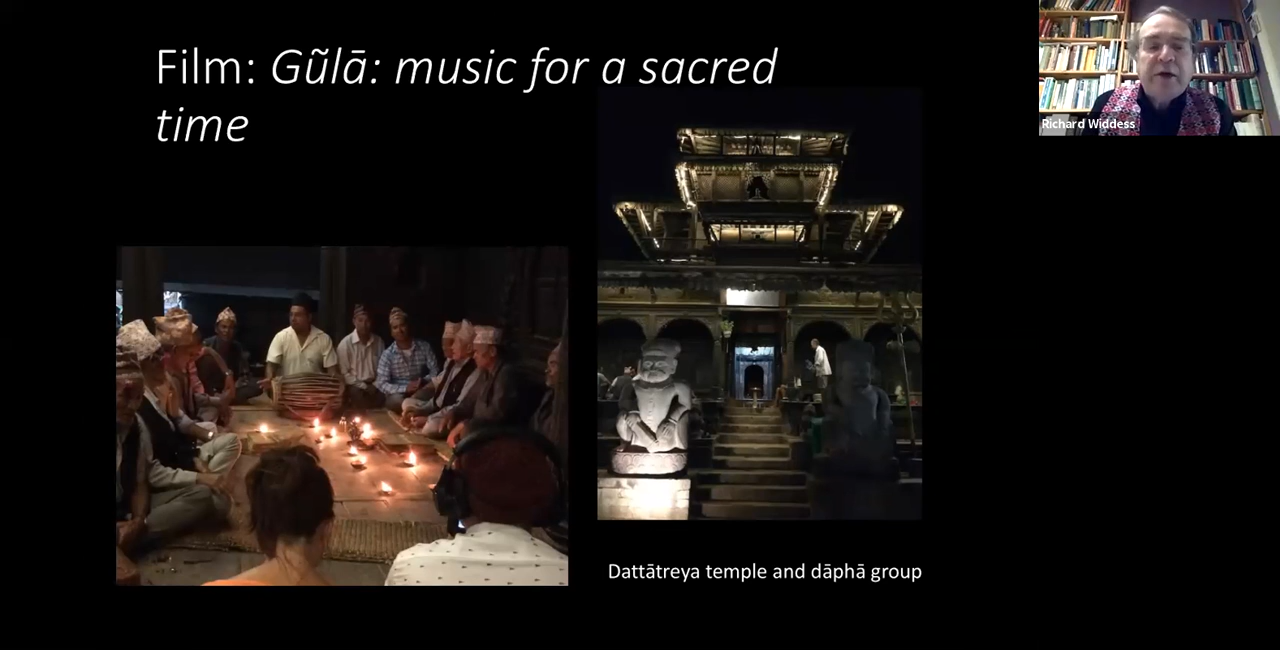 Film: Gũlā: music for a sacred
time
Richard Widdess
Dattātreya temple and dāphā group